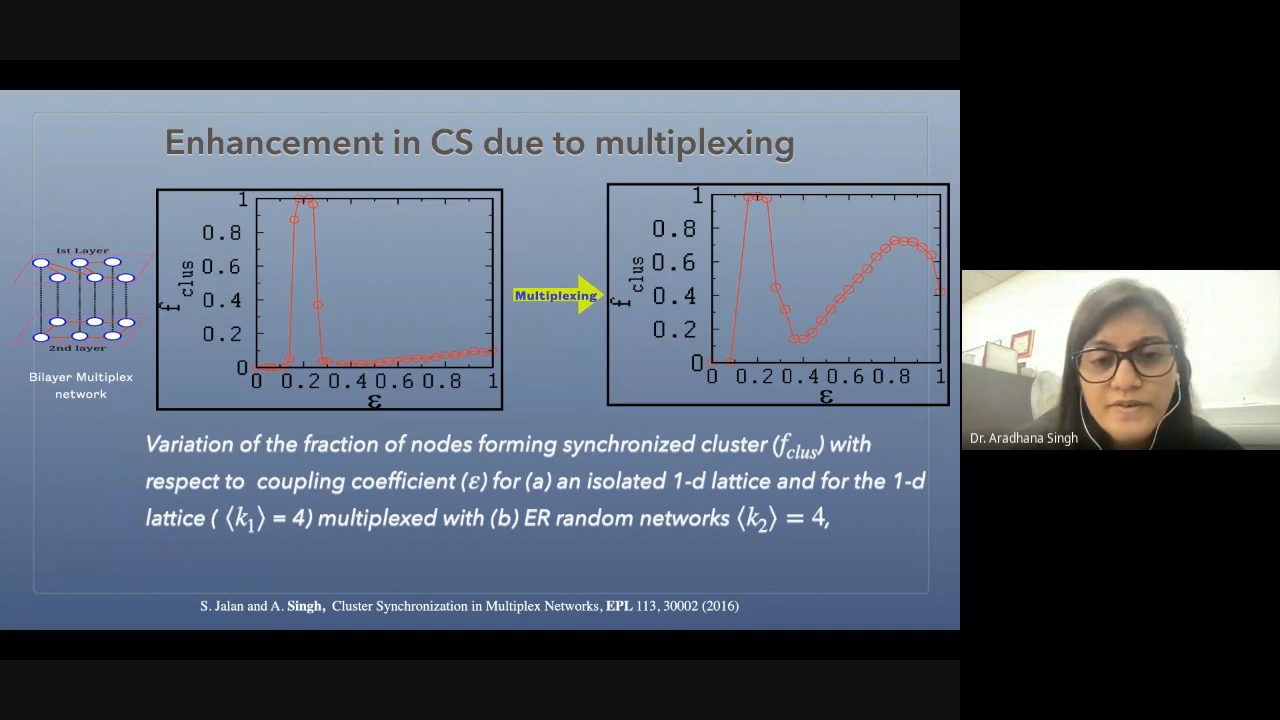 Enhancement in CS due to multiplexing
1st Layer
2nd layer
Bilayer Multiplex
network
1
0.8
0.6
0.4
0.2
0
f clus
0 0.2 0.4 0.6 0.8 1
ε
Multiplexing
1
0.8
0.6
0.4
0.2
0
f clus
0 0.2 0.4 0.6 0.8 1
ε
Variation of the fraction of nodes forming synchronized cluster (f_clus) with
respect to coupling coefficient (ε) for (a) an isolated 1-d lattice and for the 1-d
lattice ( ⟨k₁⟩ = 4) multiplexed with (b) ER random networks ⟨k₂⟩ = 4,
S. Jalan and A. Singh, Cluster Synchronization in Multiplex Networks, EPL 113, 30002 (2016)
Dr. Aradhana Singh